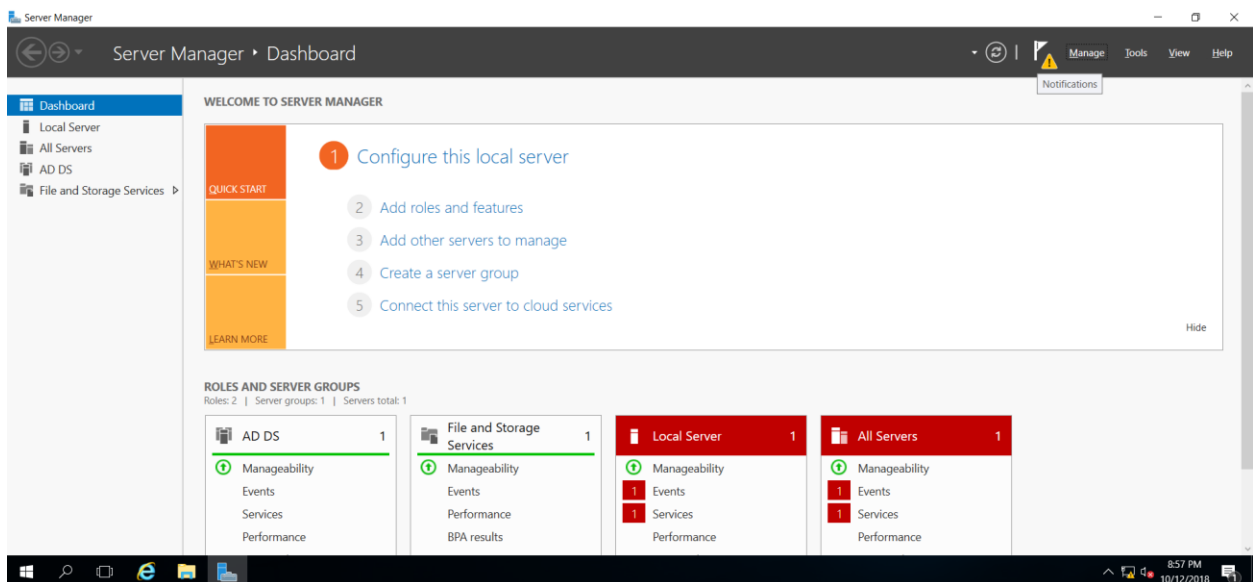 Server Manager
Server Manager ‣ Dashboard
Manage Tools View Help
Notifications
Dashboard
Local Server
All Servers
AD DS
File and Storage Services
WELCOME TO SERVER MANAGER
QUICK START
WHAT'S NEW
LEARN MORE
1 Configure this local server
2 Add roles and features
3 Add other servers to manage
4 Create a server group
5 Connect this server to cloud services
Hide
ROLES AND SERVER GROUPS
Roles: 2 | Server groups: 1 | Servers total: 1
AD DS 1
Manageability
Events
Services
Performance
File and Storage
Services 1
Manageability
Events
Performance
BPA results
Local Server 1
Manageability
1 Events
1 Services
Performance
All Servers 1
Manageability
1 Events
1 Services
Performance
8:57 PM
10/12/2018